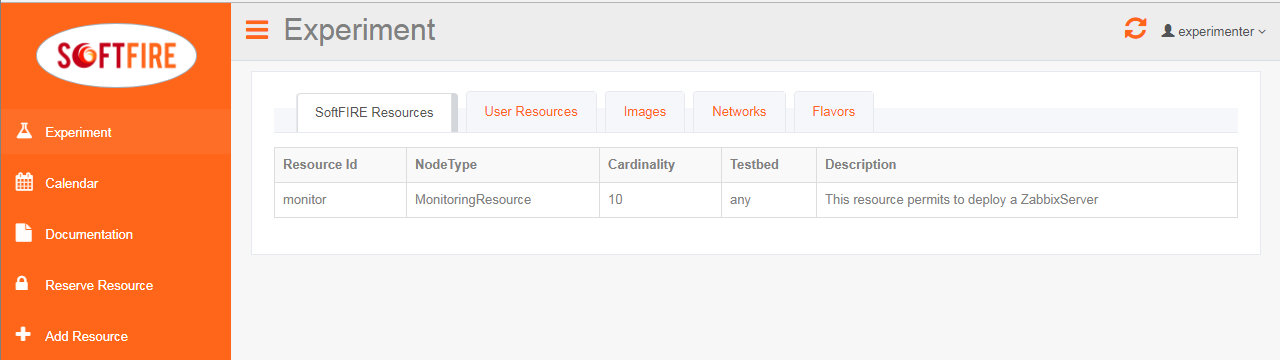 SOFTFIRE
Experiment
experimenter
Experiment
Calendar
Documentation
Reserve Resource
Add Resource
SoftFIRE Resources User Resources Images Networks Flavors
Resource Id NodeType Cardinality Testbed Description
monitor MonitoringResource 10 any This resource permits to deploy a ZabbixServer